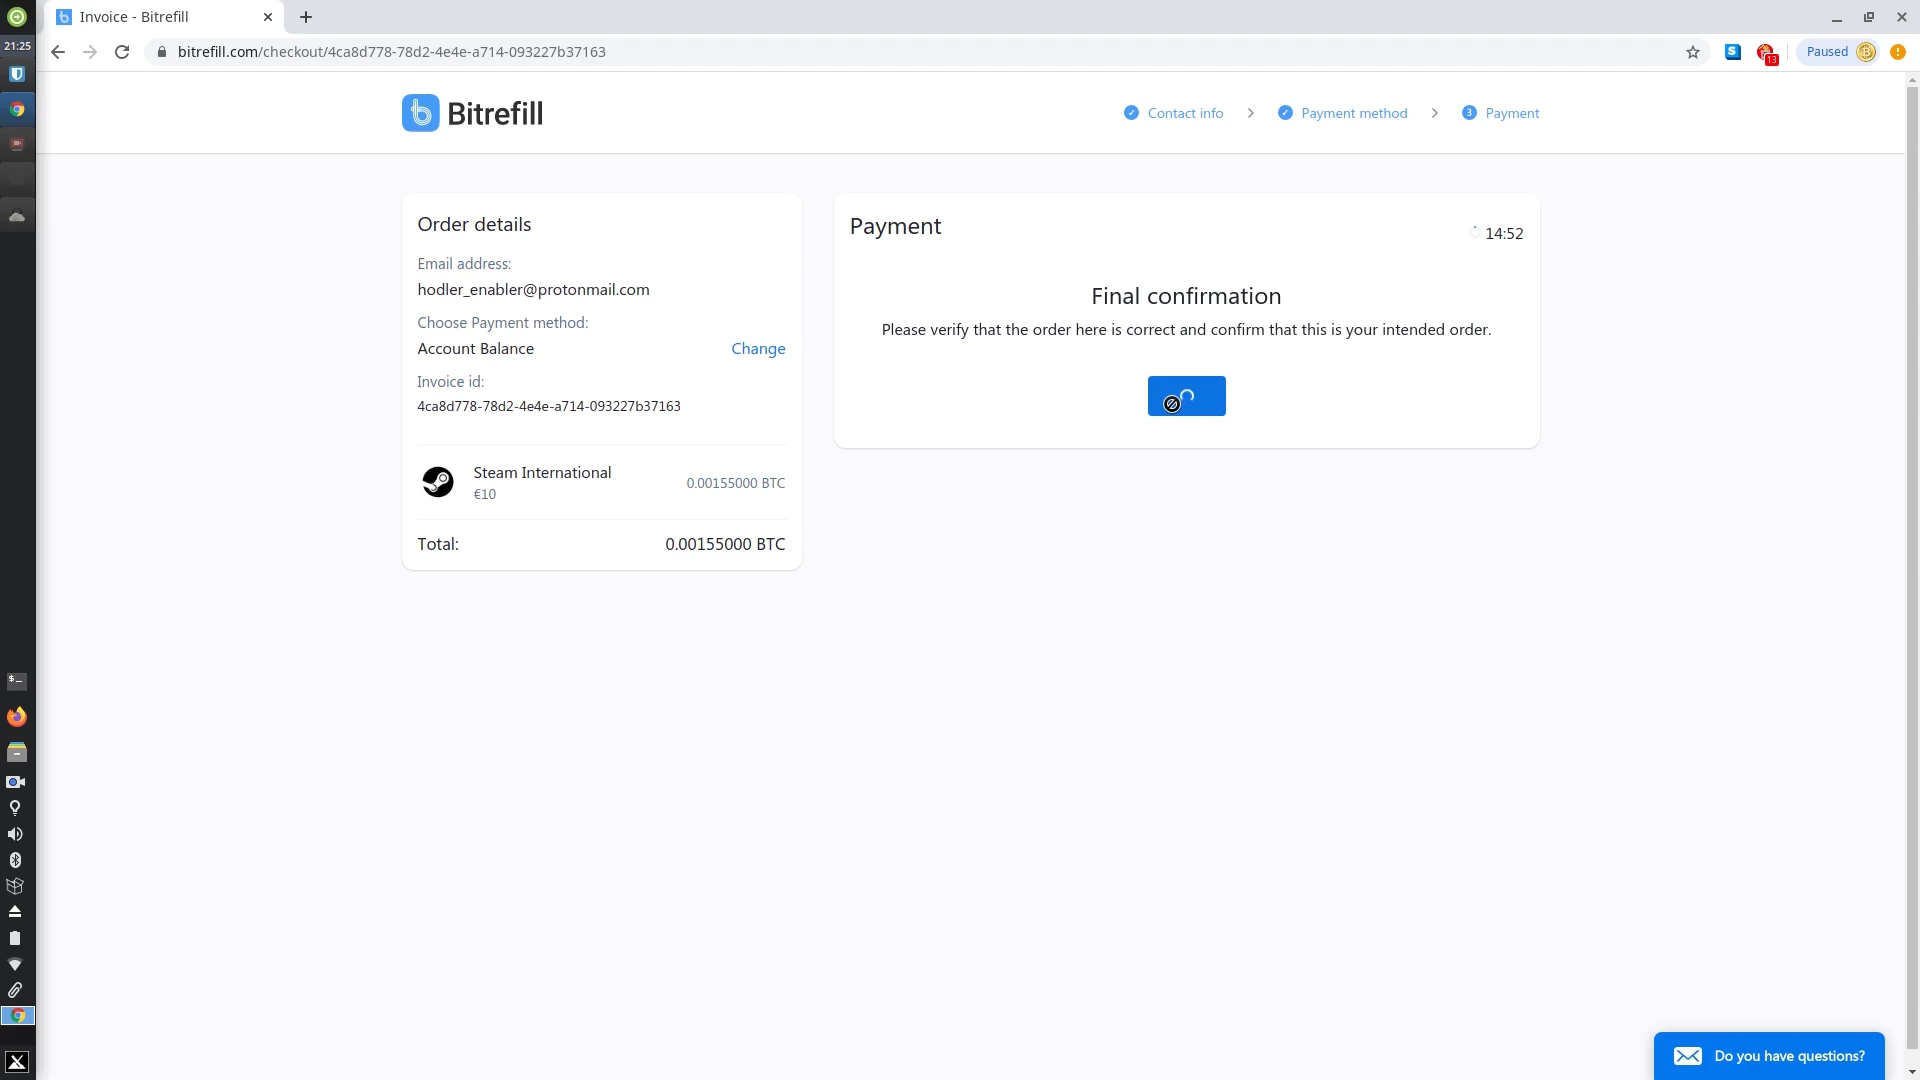 21:25
Invoice - Bitrefill
bitrefill.com/checkout/4ca8d778-78d2-4e4e-a714-093227b37163
S
13
Paused
Bitrefill
Contact info
Payment method
3 Payment
Order details
Email address:
hodler_enabler@protonmail.com
Choose Payment method:
Account Balance
Change
Invoice id:
4ca8d778-78d2-4e4e-a714-093227b37163
Steam International
€10
0.00155000 BTC
Total:
0.00155000 BTC
Payment
14:52
Final confirmation
Please verify that the order here is correct and confirm that this is your intended order.
$_
Do you have questions?